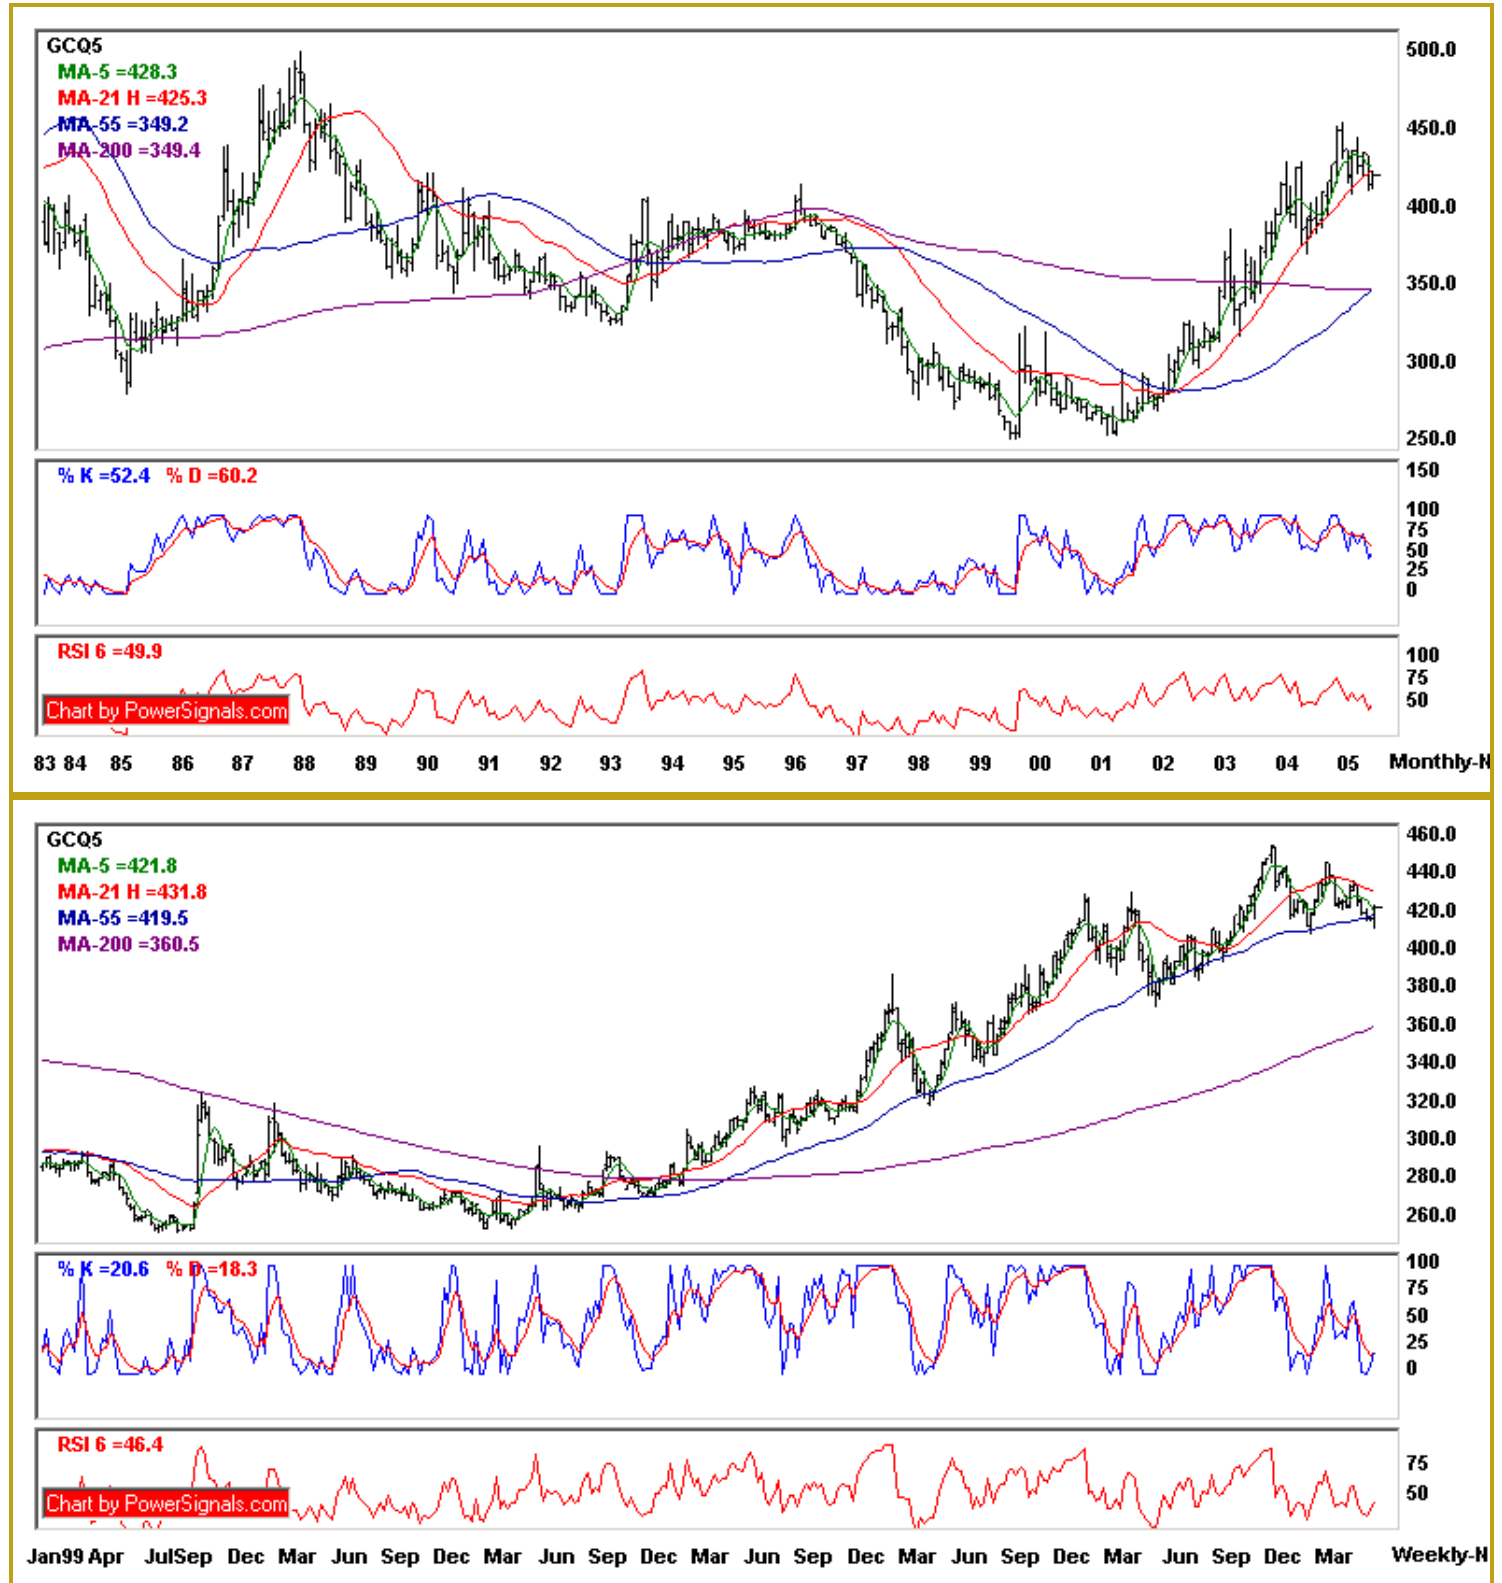 GCQ5
MA-5 =428.3
MA-21 H =425.3
MA-55 =349.2
MA-200 =349.4
500.0
450.0
400.0
350.0
300.0
250.0
% K =52.4 % D =60.2
150
100
75
50
25
0
RSI 6 =49.9
100
75
50
Chart by PowerSignals.com
83 84 85 86 87 88 89 90 91 92 93 94 95 96 97 98 99 00 01 02 03 04 05 Monthly-N
GCQ5
MA-5 =421.8
MA-21 H =431.8
MA-55 =419.5
MA-200 =360.5
460.0
440.0
420.0
400.0
380.0
360.0
340.0
320.0
300.0
280.0
260.0
% K =20.6 % D =18.3
100
75
50
25
0
RSI 6 =46.4
75
50
Chart by PowerSignals.com
Jan99 Apr JulSep Dec Mar Jun Sep Dec Mar Jun Sep Dec Mar Jun Sep Dec Mar Jun Sep Dec Mar Jun Sep Dec Mar Weekly-N